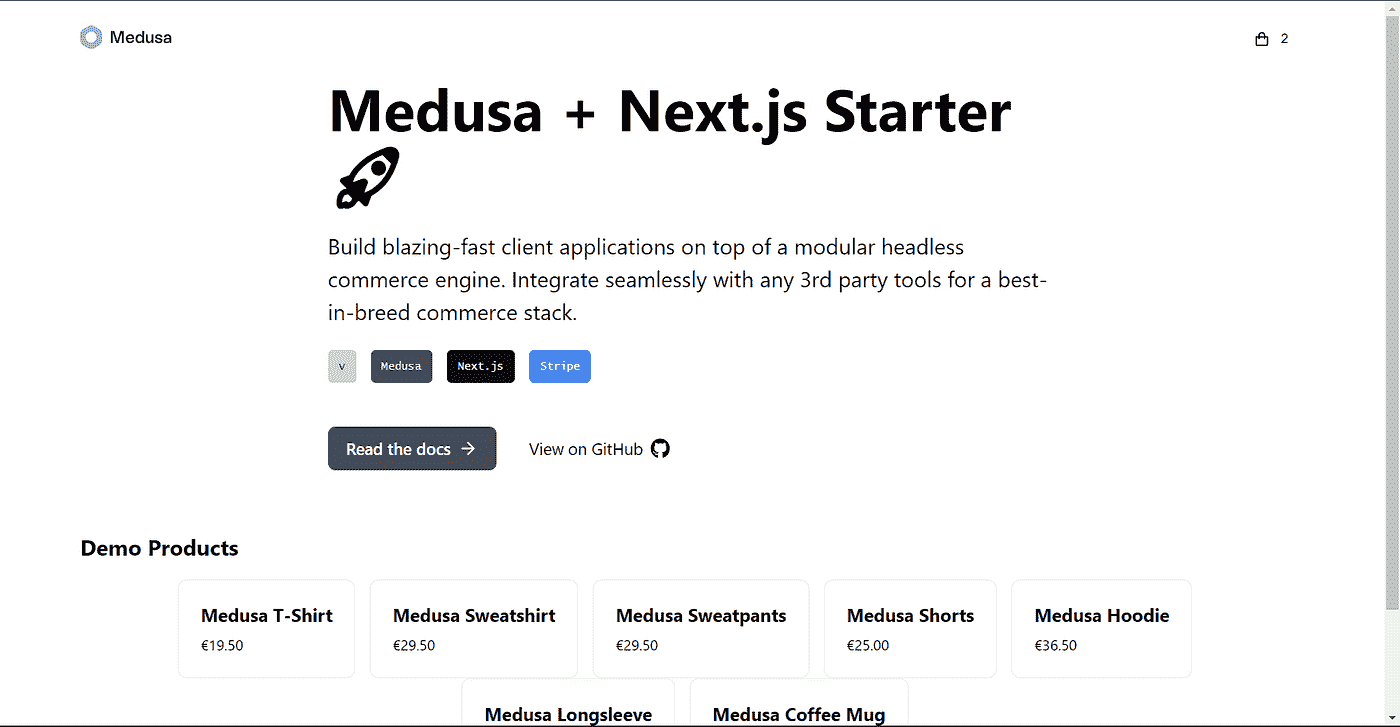 Medusa
2
Medusa + Next.js Starter
Build blazing-fast client applications on top of a modular headless
commerce engine. Integrate seamlessly with any 3rd party tools for a best-
in-breed commerce stack.
v Medusa Next.js Stripe
Read the docs → View on GitHub
Demo Products
Medusa T-Shirt Medusa Sweatshirt Medusa Sweatpants Medusa Shorts Medusa Hoodie
€19.50 €29.50 €29.50 €25.00 €36.50
Medusa Longsleeve Medusa Coffee Mug